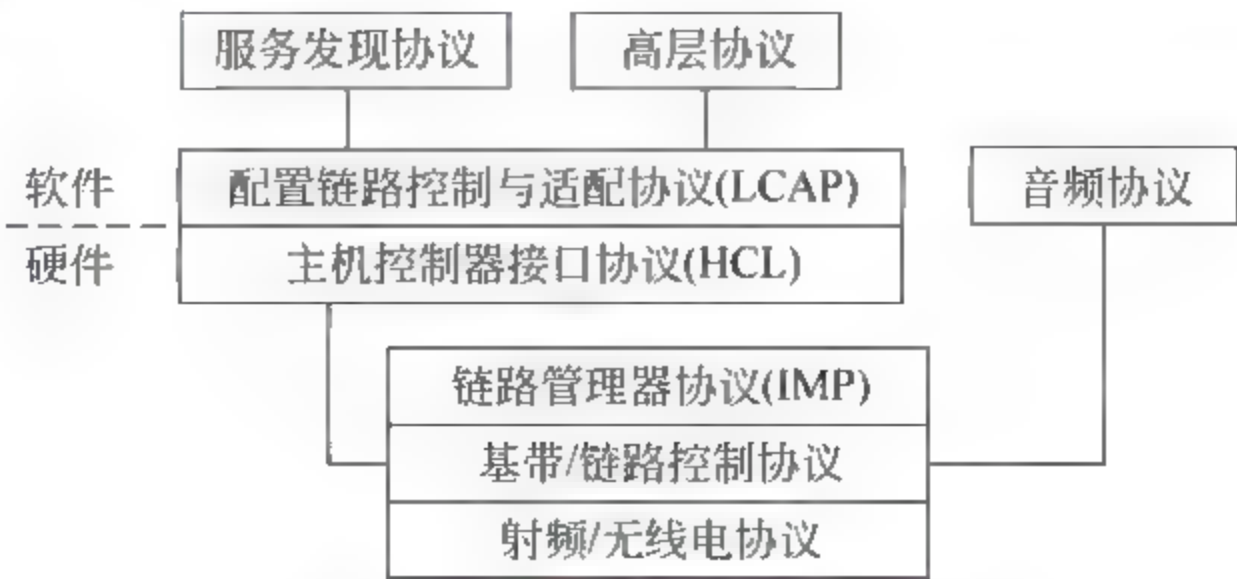 服务发现协议
高层协议
软件
配置链路控制与适配协议(LCAP)
音频协议
硬件
主机控制器接口协议(HCL)
链路管理器协议(IMP)
基带/链路控制协议
射频/无线电协议